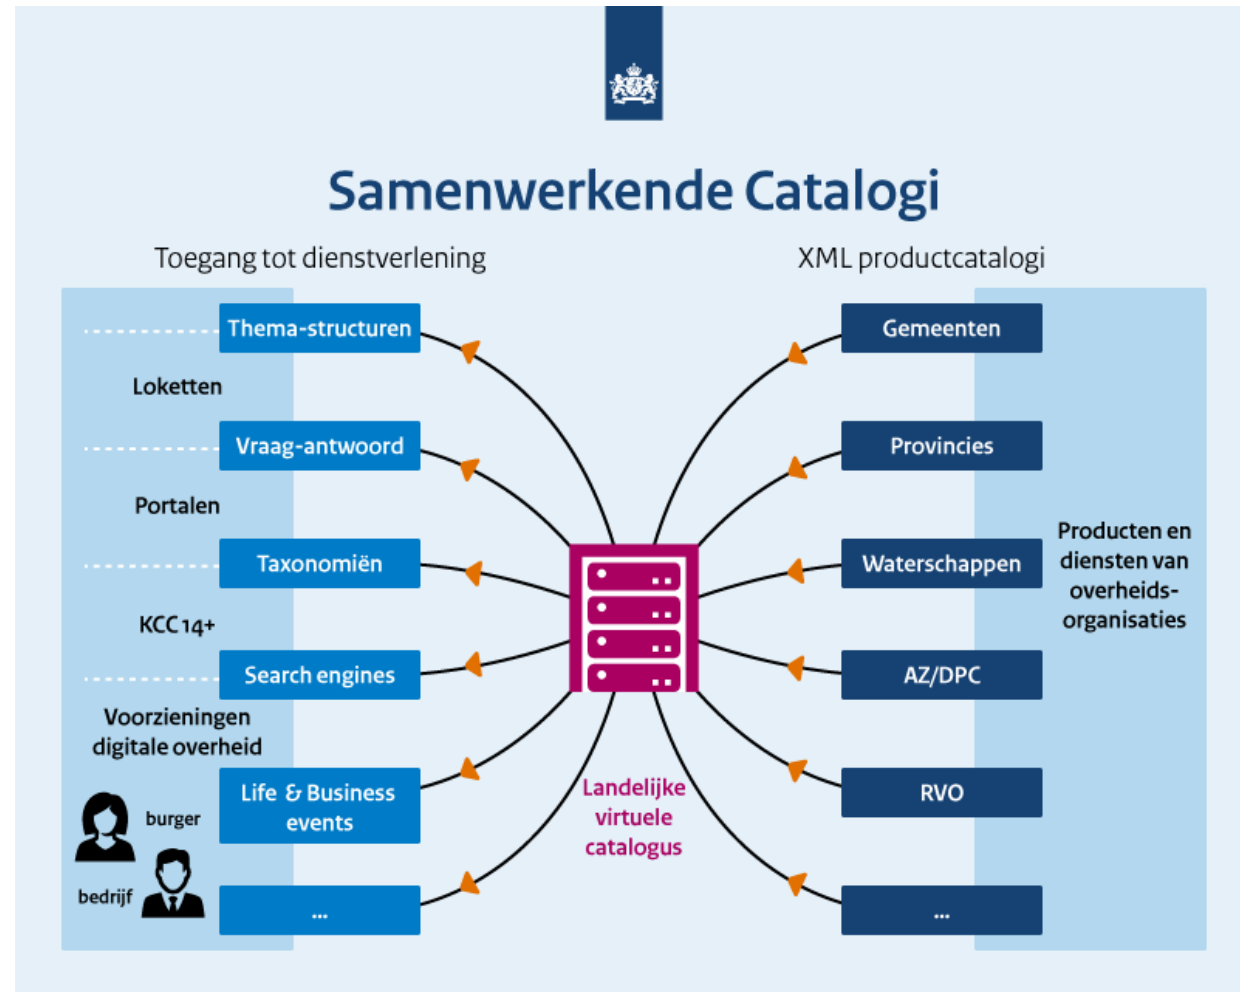 Samenwerkende Catalogi
Toegang tot dienstverlening
Thema-structuren
Loketten
Vraag-antwoord
Portalen
Taxonomiën
KCC 14+
Search engines
Voorzieningen
digitale overheid
Life & Business
events
burger
bedrijf
...
Landelijke
virtuele
catalogus
XML productcatalogi
Gemeenten
Provincies
Waterschappen
AZ/DPC
RVO
...
Producten en
diensten van
overheids-
organisaties